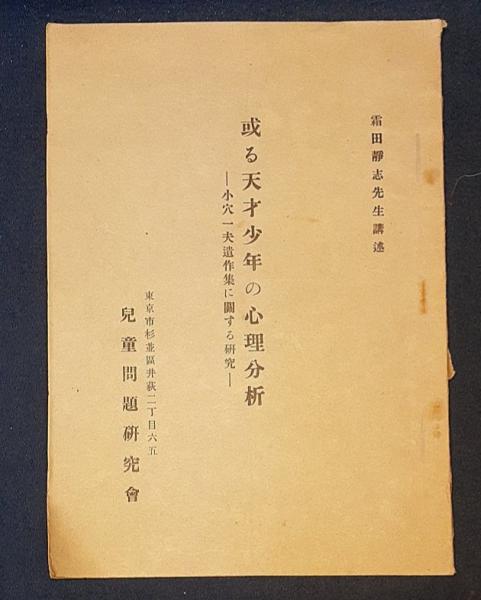 霜田靜志先生講述
或る天才少年の心理分析
―小穴一夫遺作集に關する硏究―
東京市杉並區井荻二丁目六五
兒童問題硏究會